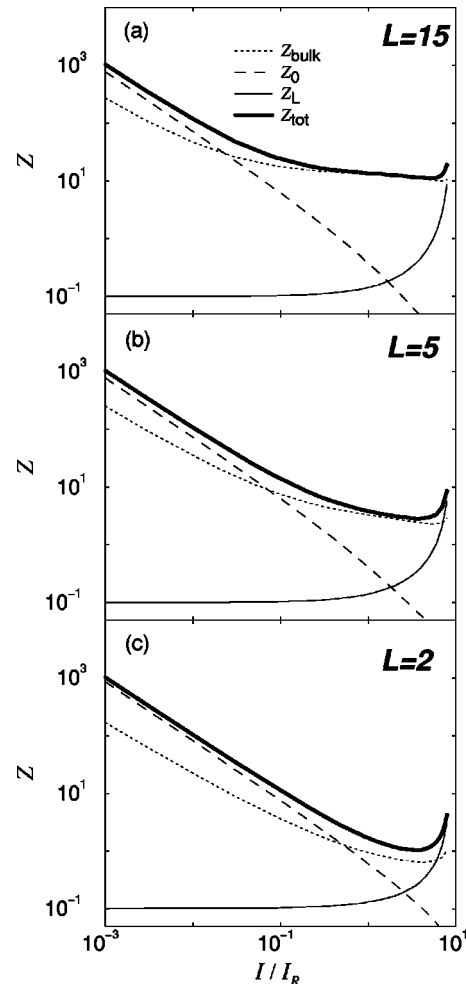 (a)
L=15
Z_bulk
Z_0
Z_L
Z_tot
10^3
10^1
10^-1
Z
(b)
L=5
10^3
10^1
10^-1
Z
(c)
L=2
10^3
10^1
10^-1
Z
10^-3 10^-1 10^1
I / I_R